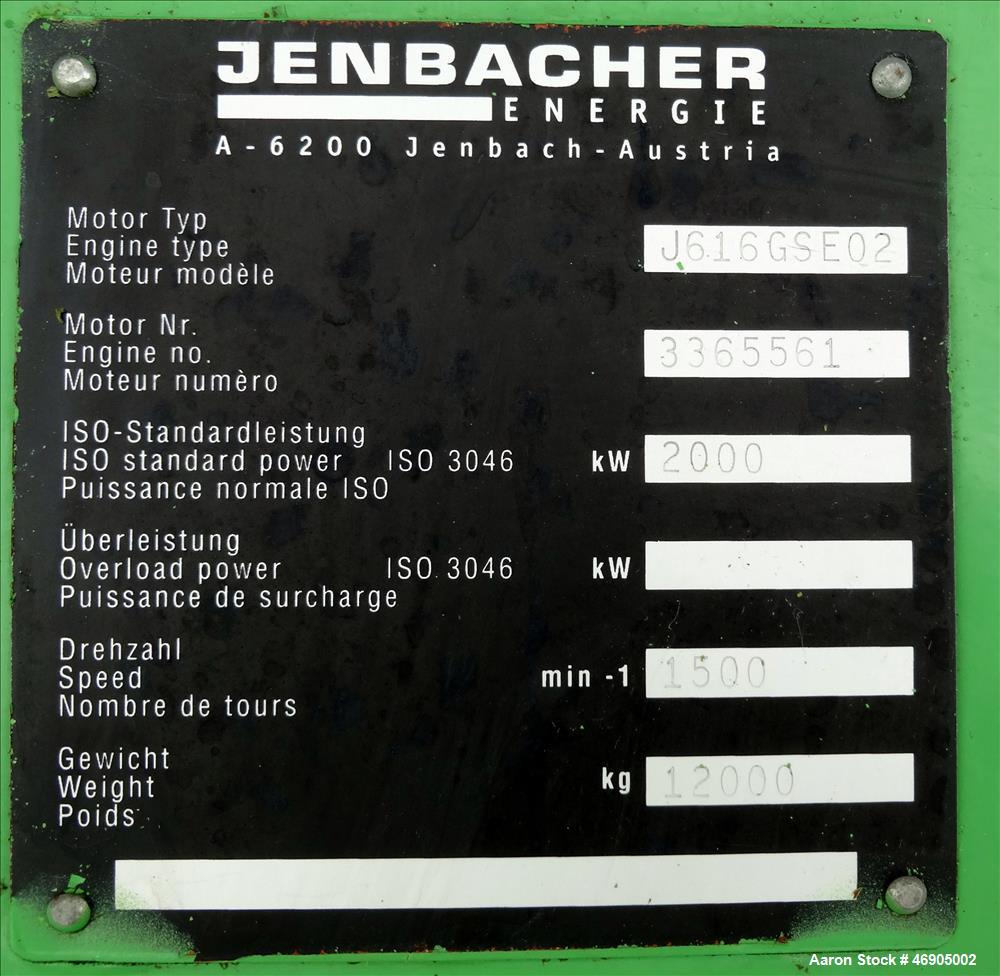 JENBACHER
ENERGIE
A-6200 Jenbach-Austria
Motor Typ
Engine type J616GSE02
Moteur modèle
Motor Nr.
Engine no. 3365561
Moteur numèro
ISO-Standardleistung
ISO standard power ISO 3046 kW 2000
Puissance normale ISO
Überleistung
Overload power ISO 3046 kW
Puissance de surcharge
Drehzahl
Speed min -1 1500
Nombre de tours
Gewicht
Weight kg 12000
Poids
Aaron Stock # 46905002